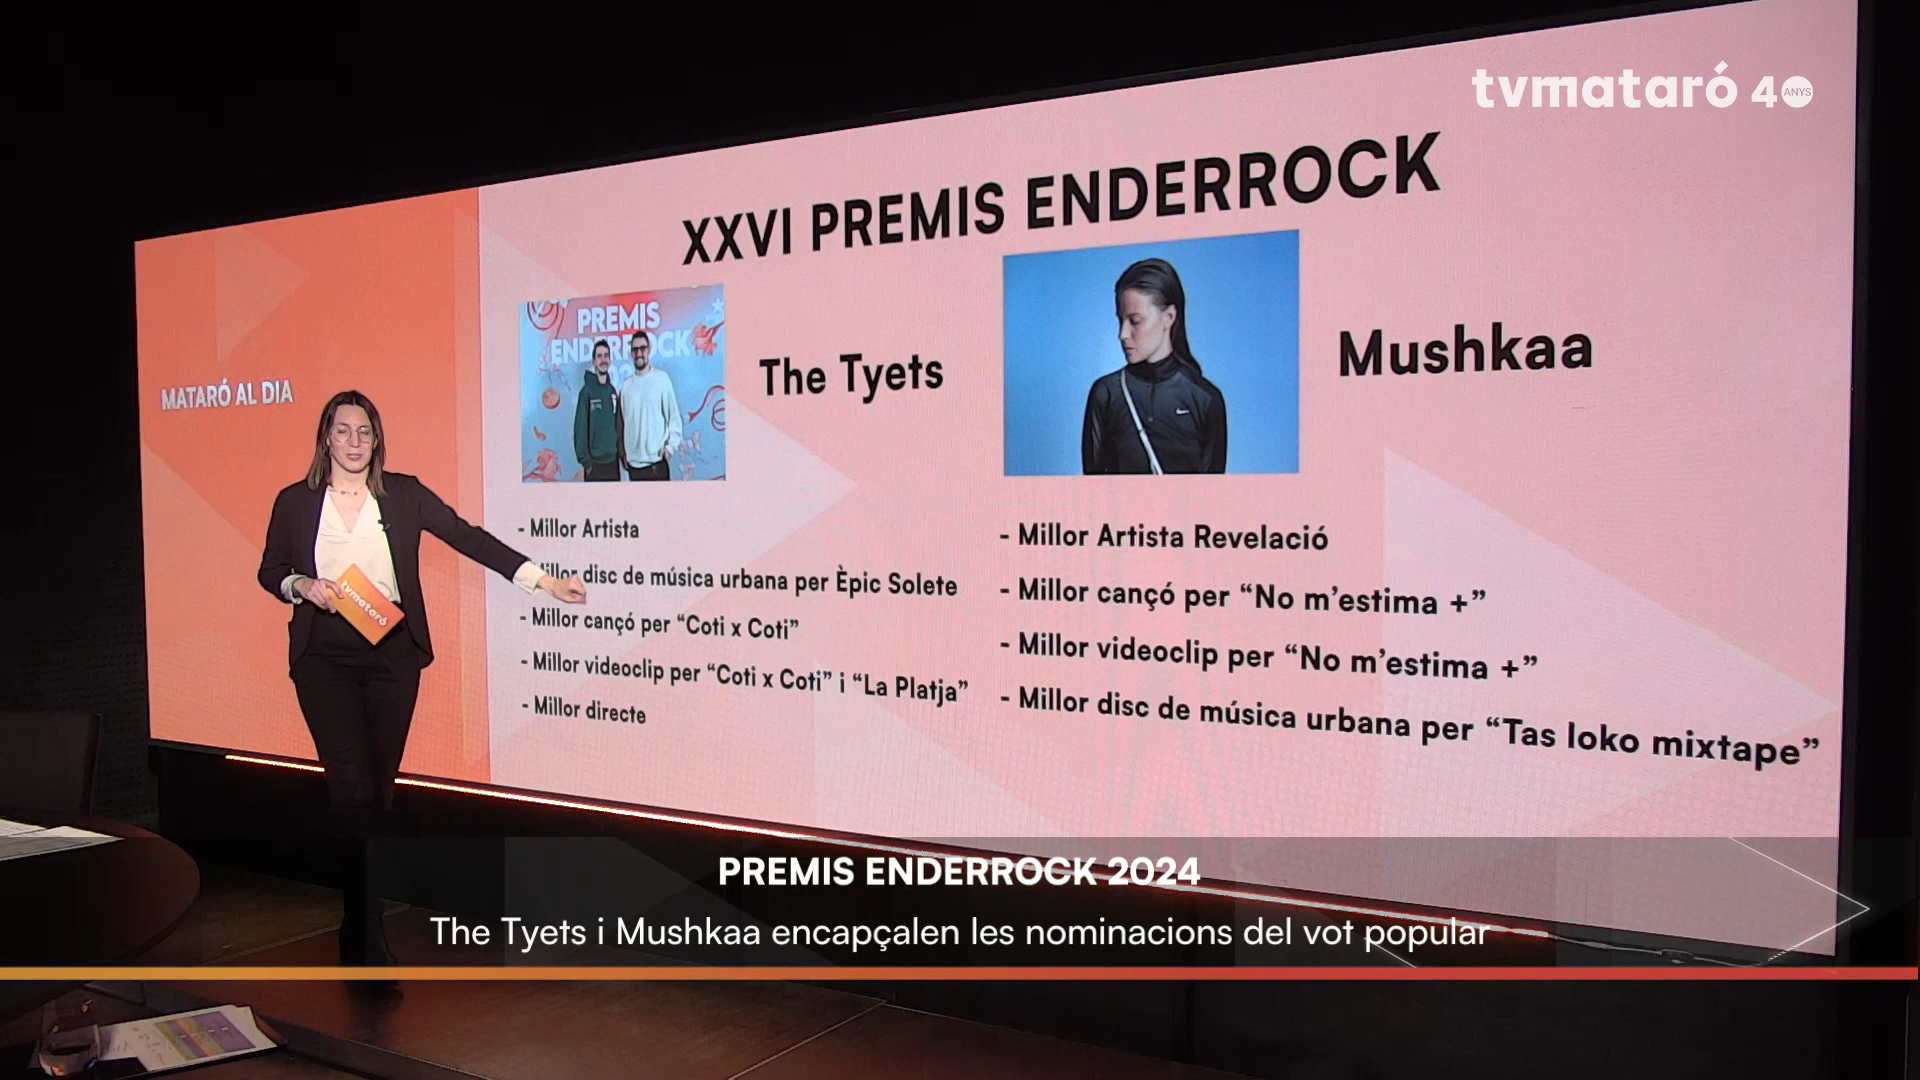 tvmataró 40 ANYS
XXVI PREMIS ENDERROCK
MATARÓ AL DIA
PREMIS
ENDERROCK
The Tyets
- Millor Artista
Millor disc de música urbana per Èpic Solete
- Millor cançó per “Coti x Coti”
- Millor videoclip per “Coti x Coti” i “La Platja”
- Millor directe
Mushkaa
- Millor Artista Revelació
- Millor cançó per “No m’estima +”
- Millor videoclip per “No m’estima +”
- Millor disc de música urbana per “Tas loko mixtape”
tvmataró
PREMIS ENDERROCK 2024
The Tyets i Mushkaa encapçalen les nominacions del vot popular